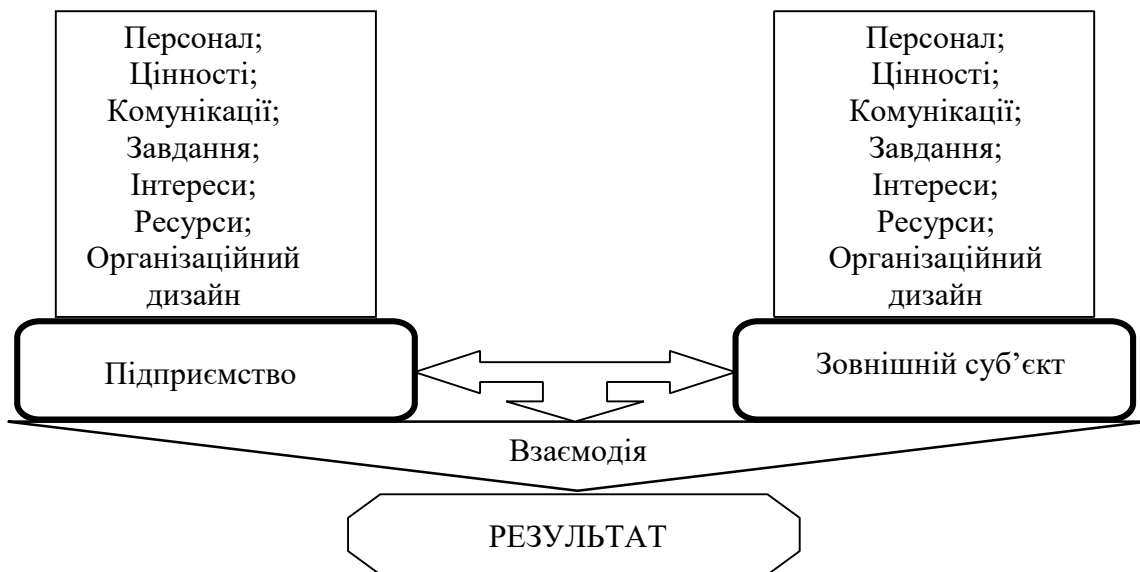 Персонал;
Цінності;
Комунікації;
Завдання;
Інтереси;
Ресурси;
Організаційний
дизайн
Підприємство
Персонал;
Цінності;
Комунікації;
Завдання;
Інтереси;
Ресурси;
Організаційний
дизайн
Зовнішній суб’єкт
Взаємодія
РЕЗУЛЬТАТ